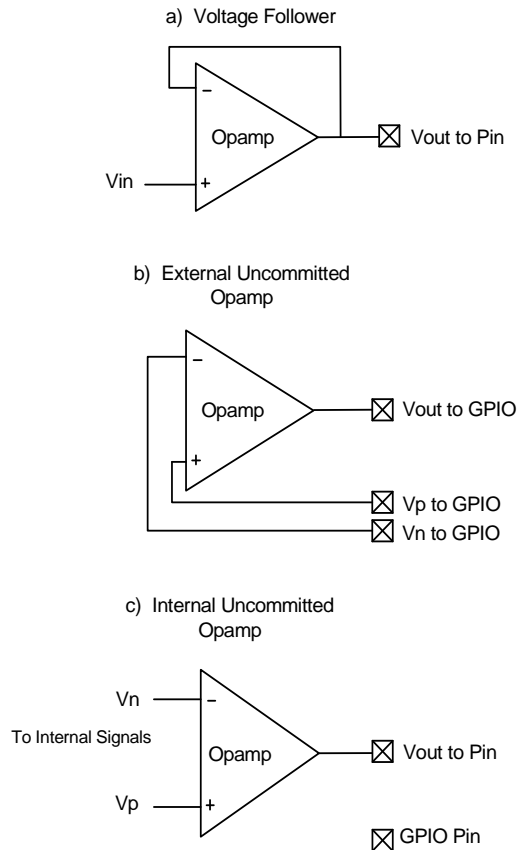 a) Voltage Follower
−
Opamp
Vout to Pin
Vin
+
b) External Uncommitted
Opamp
−
Opamp
Vout to GPIO
+
Vp to GPIO
Vn to GPIO
c) Internal Uncommitted
Opamp
Vn
−
To Internal Signals
Opamp
Vout to Pin
Vp
+
GPIO Pin